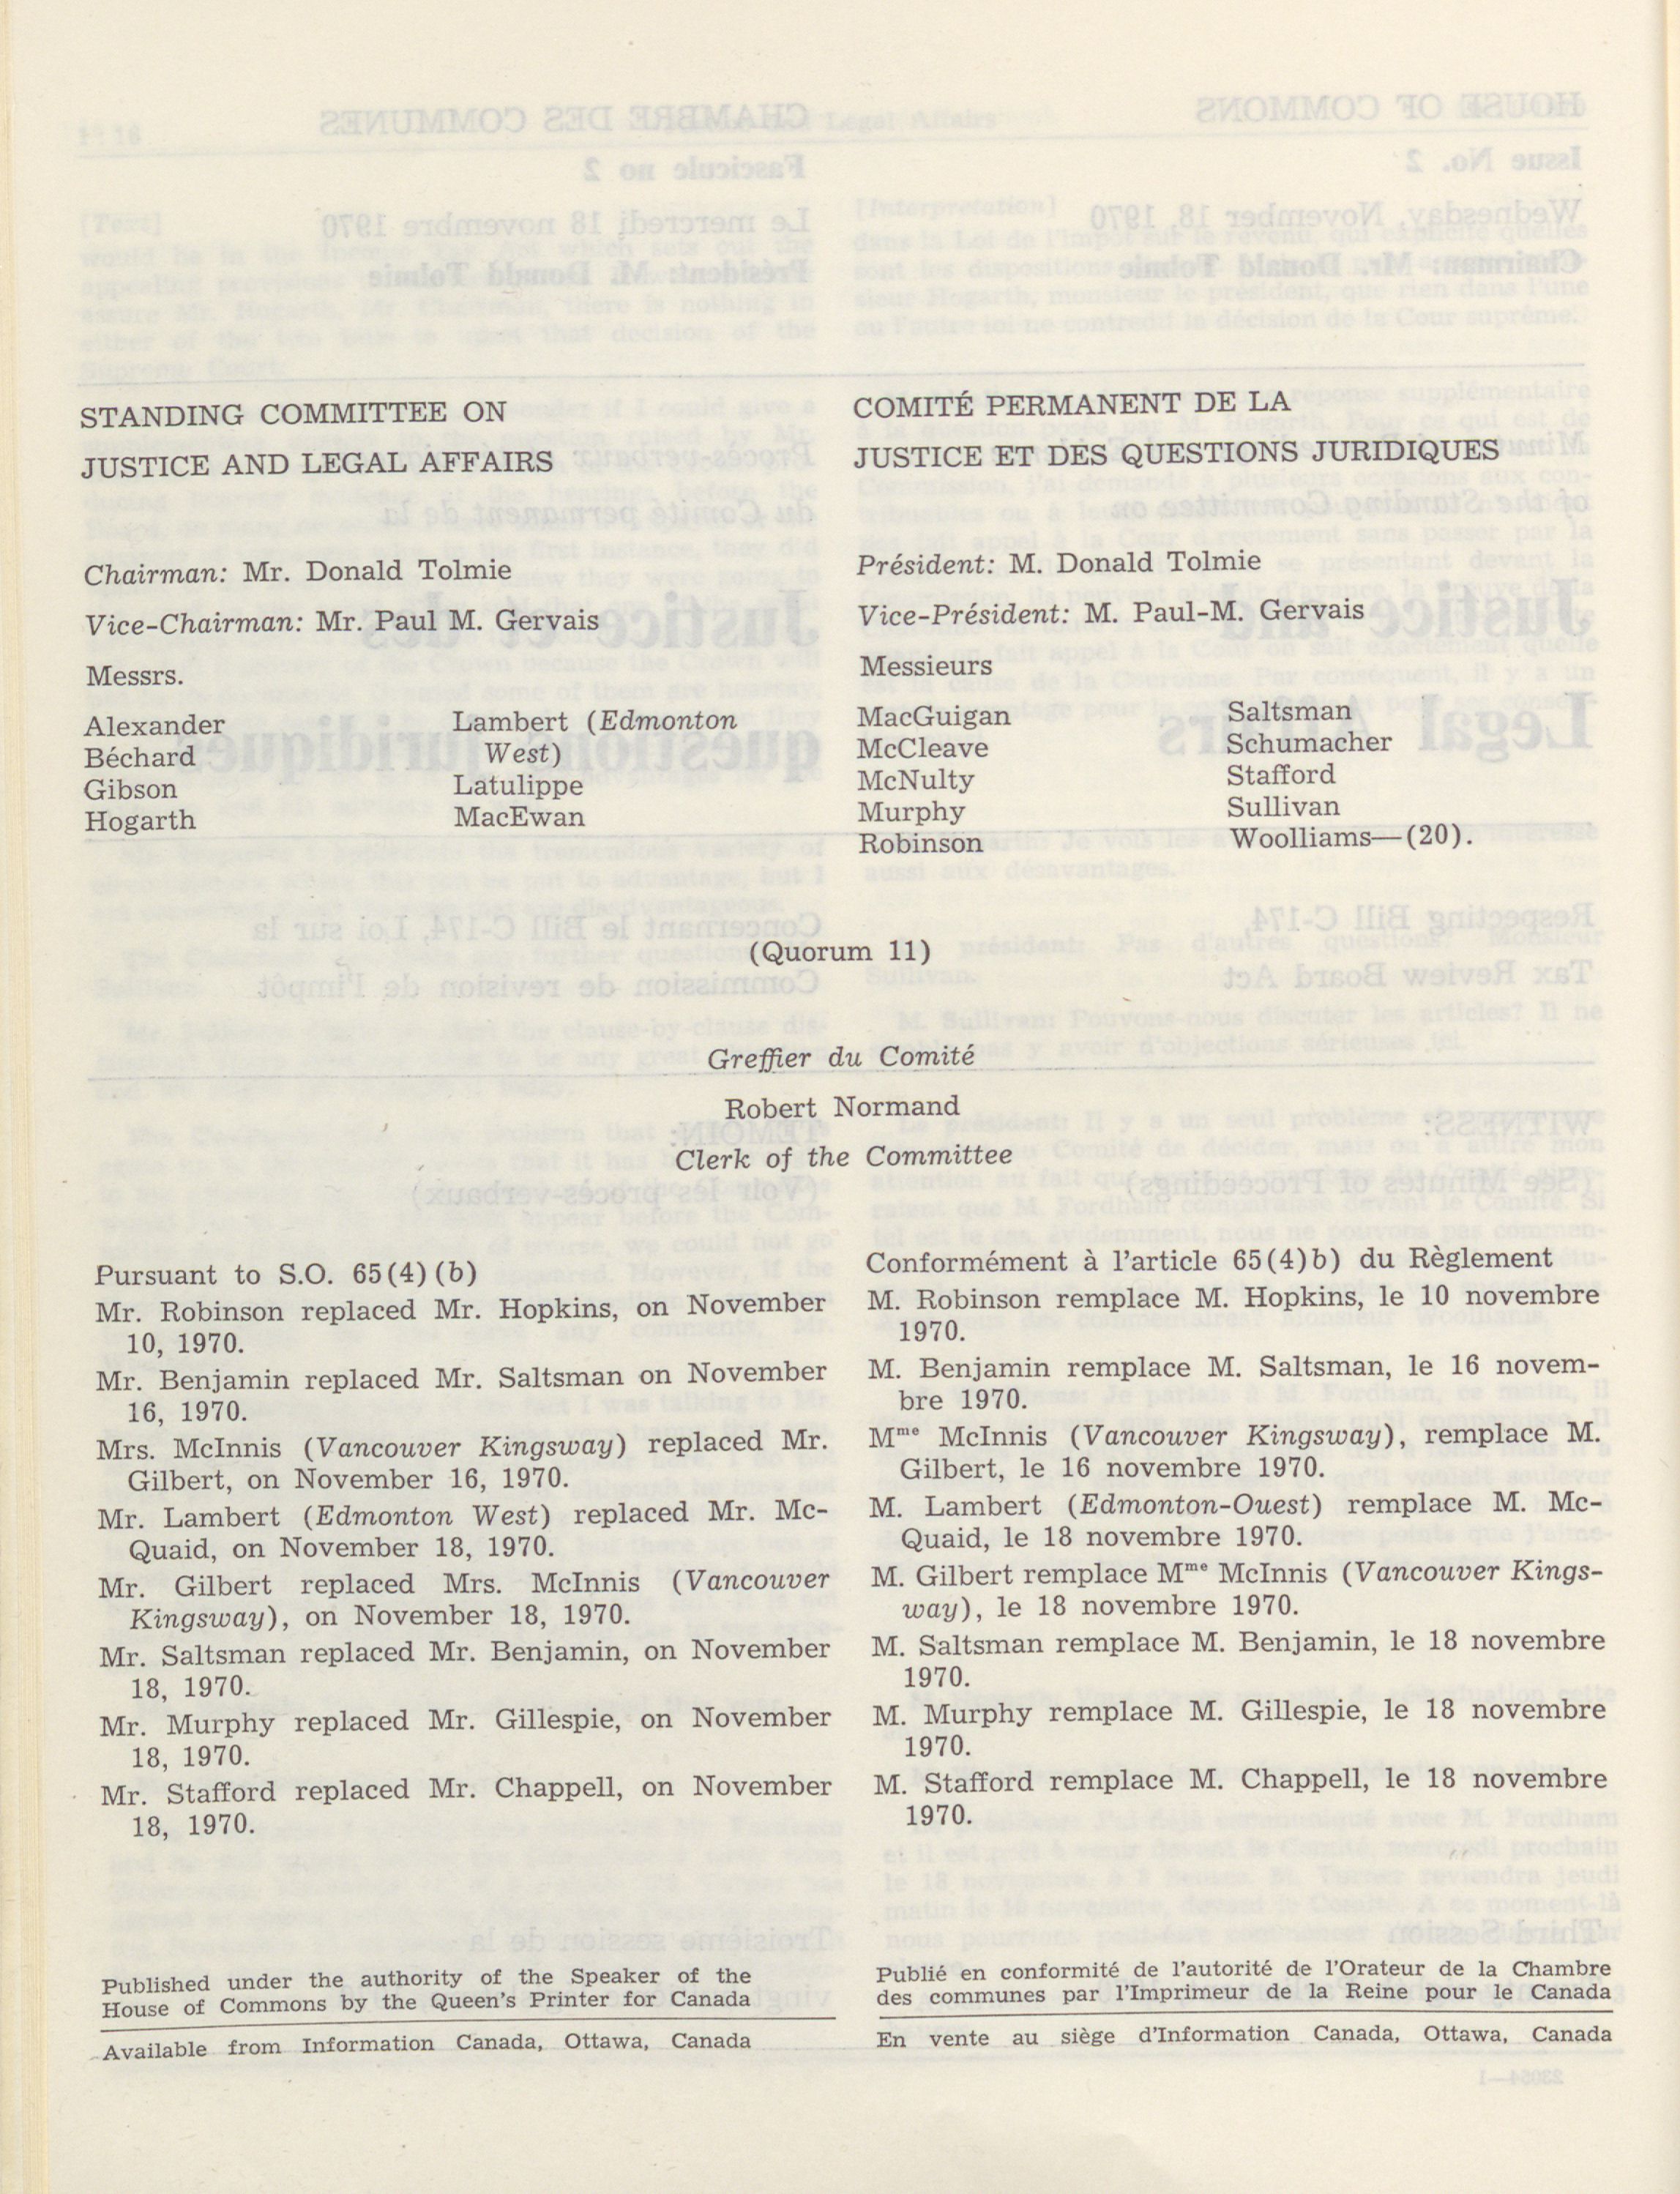 STANDING COMMITTEE ON
JUSTICE AND LEGAL AFFAIRS
Chairman: Mr. Donald Tolmie
Vice-Chairman: Mr. Paul M. Gervais
Messrs.
Alexander
Béchard
Gibson
Hogarth
Lambert (Edmonton
West)
Latulippe
MacEwan
COMITÉ PERMANENT DE LA
JUSTICE ET DES QUESTIONS JURIDIQUES
Président: M. Donald Tolmie
Vice-Président: M. Paul-M. Gervais
Messieurs
MacGuigan
McCleave
McNulty
Murphy
Robinson
Saltsman
Schumacher
Stafford
Sullivan
Woolliams—(20).
(Quorum 11)
Greffier du Comité
Robert Normand
Clerk of the Committee
Pursuant to S.O. 65(4)(b)
Mr. Robinson replaced Mr. Hopkins, on November
10, 1970.
Mr. Benjamin replaced Mr. Saltsman on November
16, 1970.
Mrs. McInnis (Vancouver Kingsway) replaced Mr.
Gilbert, on November 16, 1970.
Mr. Lambert (Edmonton West) replaced Mr. Mc-
Quaid, on November 18, 1970.
Mr. Gilbert replaced Mrs. McInnis (Vancouver
Kingsway), on November 18, 1970.
Mr. Saltsman replaced Mr. Benjamin, on November
18, 1970.
Mr. Murphy replaced Mr. Gillespie, on November
18, 1970.
Mr. Stafford replaced Mr. Chappell, on November
18, 1970.
Conformément à l'article 65(4)b) du Règlement
M. Robinson remplace M. Hopkins, le 10 novembre
1970.
M. Benjamin remplace M. Saltsman, le 16 novem-
bre 1970.
Mme McInnis (Vancouver Kingsway), remplace M.
Gilbert, le 16 novembre 1970.
M. Lambert (Edmonton-Ouest) remplace M. Mc-
Quaid, le 18 novembre 1970.
M. Gilbert remplace Mme McInnis (Vancouver Kings-
way), le 18 novembre 1970.
M. Saltsman remplace M. Benjamin, le 18 novembre
1970.
M. Murphy remplace M. Gillespie, le 18 novembre
1970.
M. Stafford remplace M. Chappell, le 18 novembre
1970.
Published under the authority of the Speaker of the
House of Commons by the Queen's Printer for Canada
Available from Information Canada, Ottawa, Canada
Publié en conformité de l'autorité de l'Orateur de la Chambre
des communes par l'Imprimeur de la Reine pour le Canada
En vente au siège d'Information Canada, Ottawa, Canada